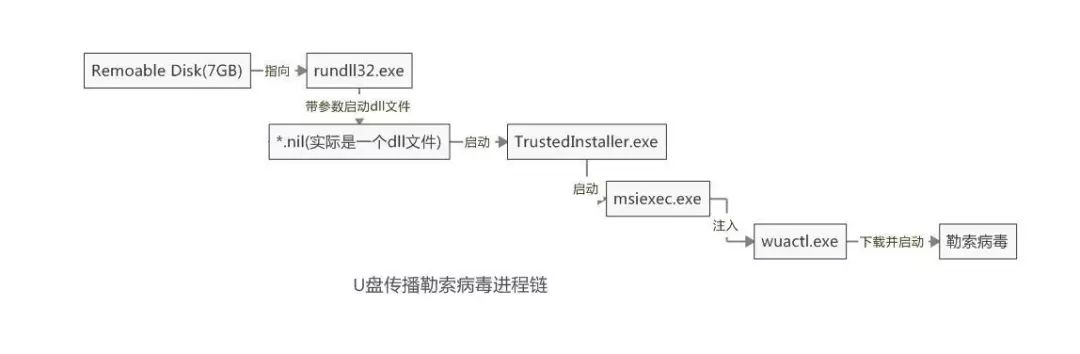 Remoable Disk(7GB)
指向
rundll32.exe
带参数启动dll文件
*.nil(实际是一个dll文件)
启动
TrustedInstaller.exe
启动
msiexec.exe
注入
wuactl.exe
下载并启动
勒索病毒
U盘传播勒索病毒进程链